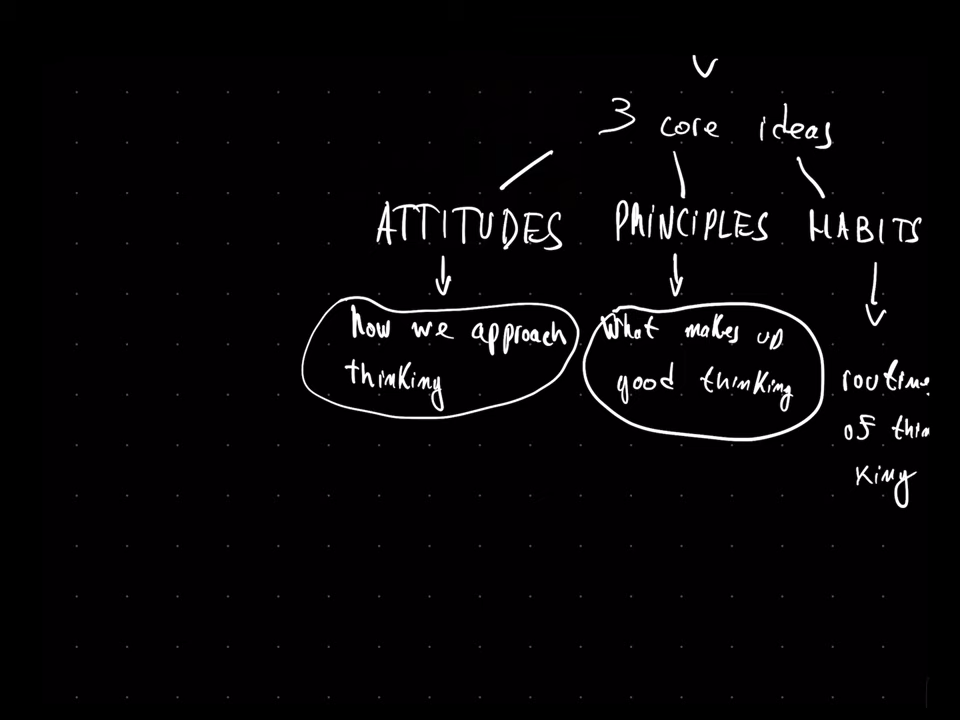 3 core ideas
ATTITUDES PRINCIPLES HABITS
how we approach
thinking
What makes up
good thinking
routine
of thin
king